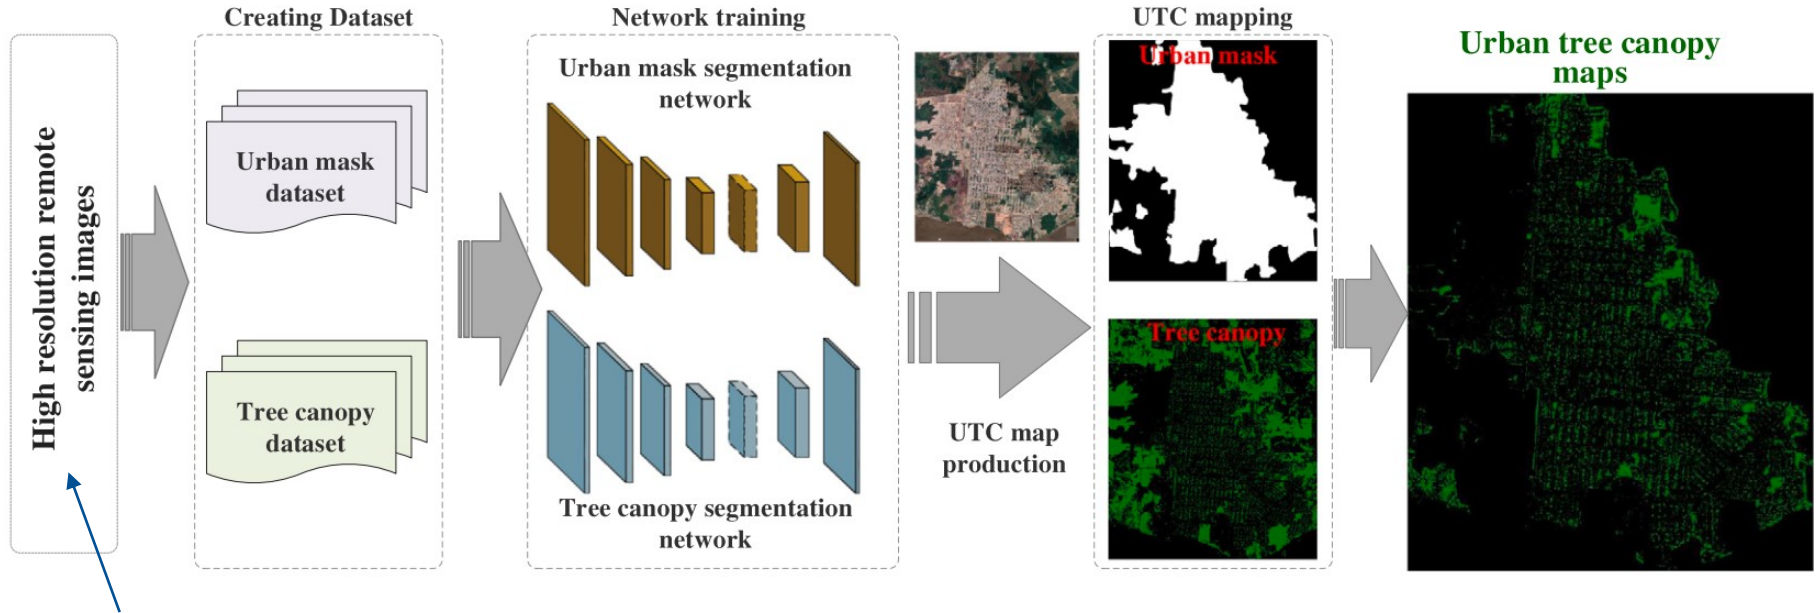 High resolution remote
sensing images
Creating Dataset
Urban mask
dataset
Tree canopy
dataset
Network training
Urban mask segmentation
network
Tree canopy segmentation
network
UTC map
production
UTC mapping
Urban mask
Tree canopy
Urban tree canopy
maps